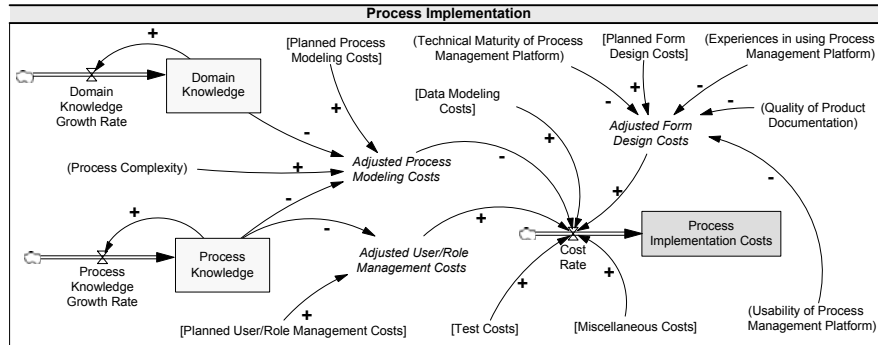 Process Implementation
+
[Planned Process
Modeling Costs]
(Technical Maturity of Process
Management Platform)
[Planned Form
Design Costs]
(Experiences in using Process
Management Platform)
Domain
Knowledge
Growth Rate
Domain
Knowledge
[Data Modeling
Costs]
+
-
+
-
-
(Quality of Product
Documentation)
+
-
+
Adjusted Form
Design Costs
(Process Complexity)
+
Adjusted Process
Modeling Costs
-
-
+
-
+
-
+
Process
Knowledge
Growth Rate
Process
Knowledge
Adjusted User/Role
Management Costs
Cost
Rate
Process
Implementation Costs
+
+
+
[Planned User/Role Management Costs]
[Test Costs]
[Miscellaneous Costs]
(Usability of Process
Management Platform)